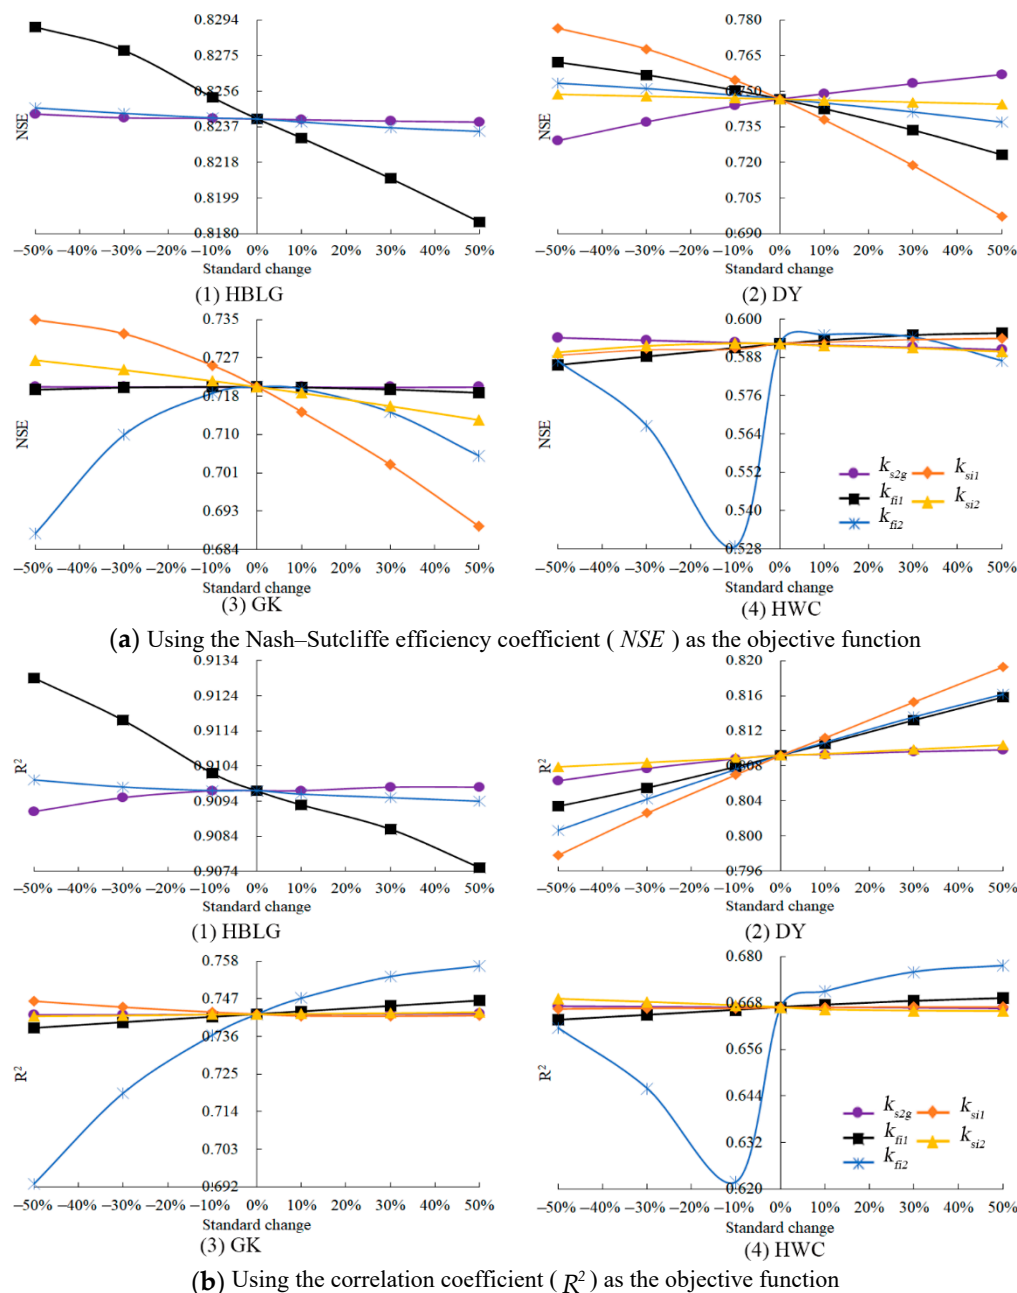 0.8294
0.8275
0.8256
0.8237
0.8218
0.8199
0.8180
NSE
−50% −40% −30% −20% −10% 0% 10% 20% 30% 40% 50%
Standard change
(1) HBLG
0.780
0.765
0.750
0.735
0.720
0.705
0.690
NSE
−50% −40% −30% −20% −10% 0% 10% 20% 30% 40% 50%
Standard change
(2) DY
0.735
0.727
0.718
0.710
0.701
0.693
0.684
NSE
−50% −40% −30% −20% −10% 0% 10% 20% 30% 40% 50%
Standard change
(3) GK
0.600
0.588
0.576
0.564
0.552
0.540
0.528
NSE
k_s2g k_si1
k_fi1 k_si2
k_fi2
−50% −40% −30% −20% −10% 0% 10% 20% 30% 40% 50%
Standard change
(4) HWC
(a) Using the Nash–Sutcliffe efficiency coefficient ( NSE ) as the objective function
0.9134
0.9124
0.9114
0.9104
0.9094
0.9084
0.9074
R²
−50% −40% −30% −20% −10% 0% 10% 20% 30% 40% 50%
Standard change
(1) HBLG
0.820
0.816
0.812
0.808
0.804
0.800
0.796
R²
−50% −40% −30% −20% −10% 0% 10% 20% 30% 40% 50%
Standard change
(2) DY
0.758
0.747
0.736
0.725
0.714
0.703
0.692
R²
−50% −40% −30% −20% −10% 0% 10% 20% 30% 40% 50%
Standard change
(3) GK
0.680
0.668
0.656
0.644
0.632
0.620
R²
k_s2g k_si1
k_fi1 k_si2
k_fi2
−50% −40% −30% −20% −10% 0% 10% 20% 30% 40% 50%
Standard change
(4) HWC
(b) Using the correlation coefficient ( R² ) as the objective function